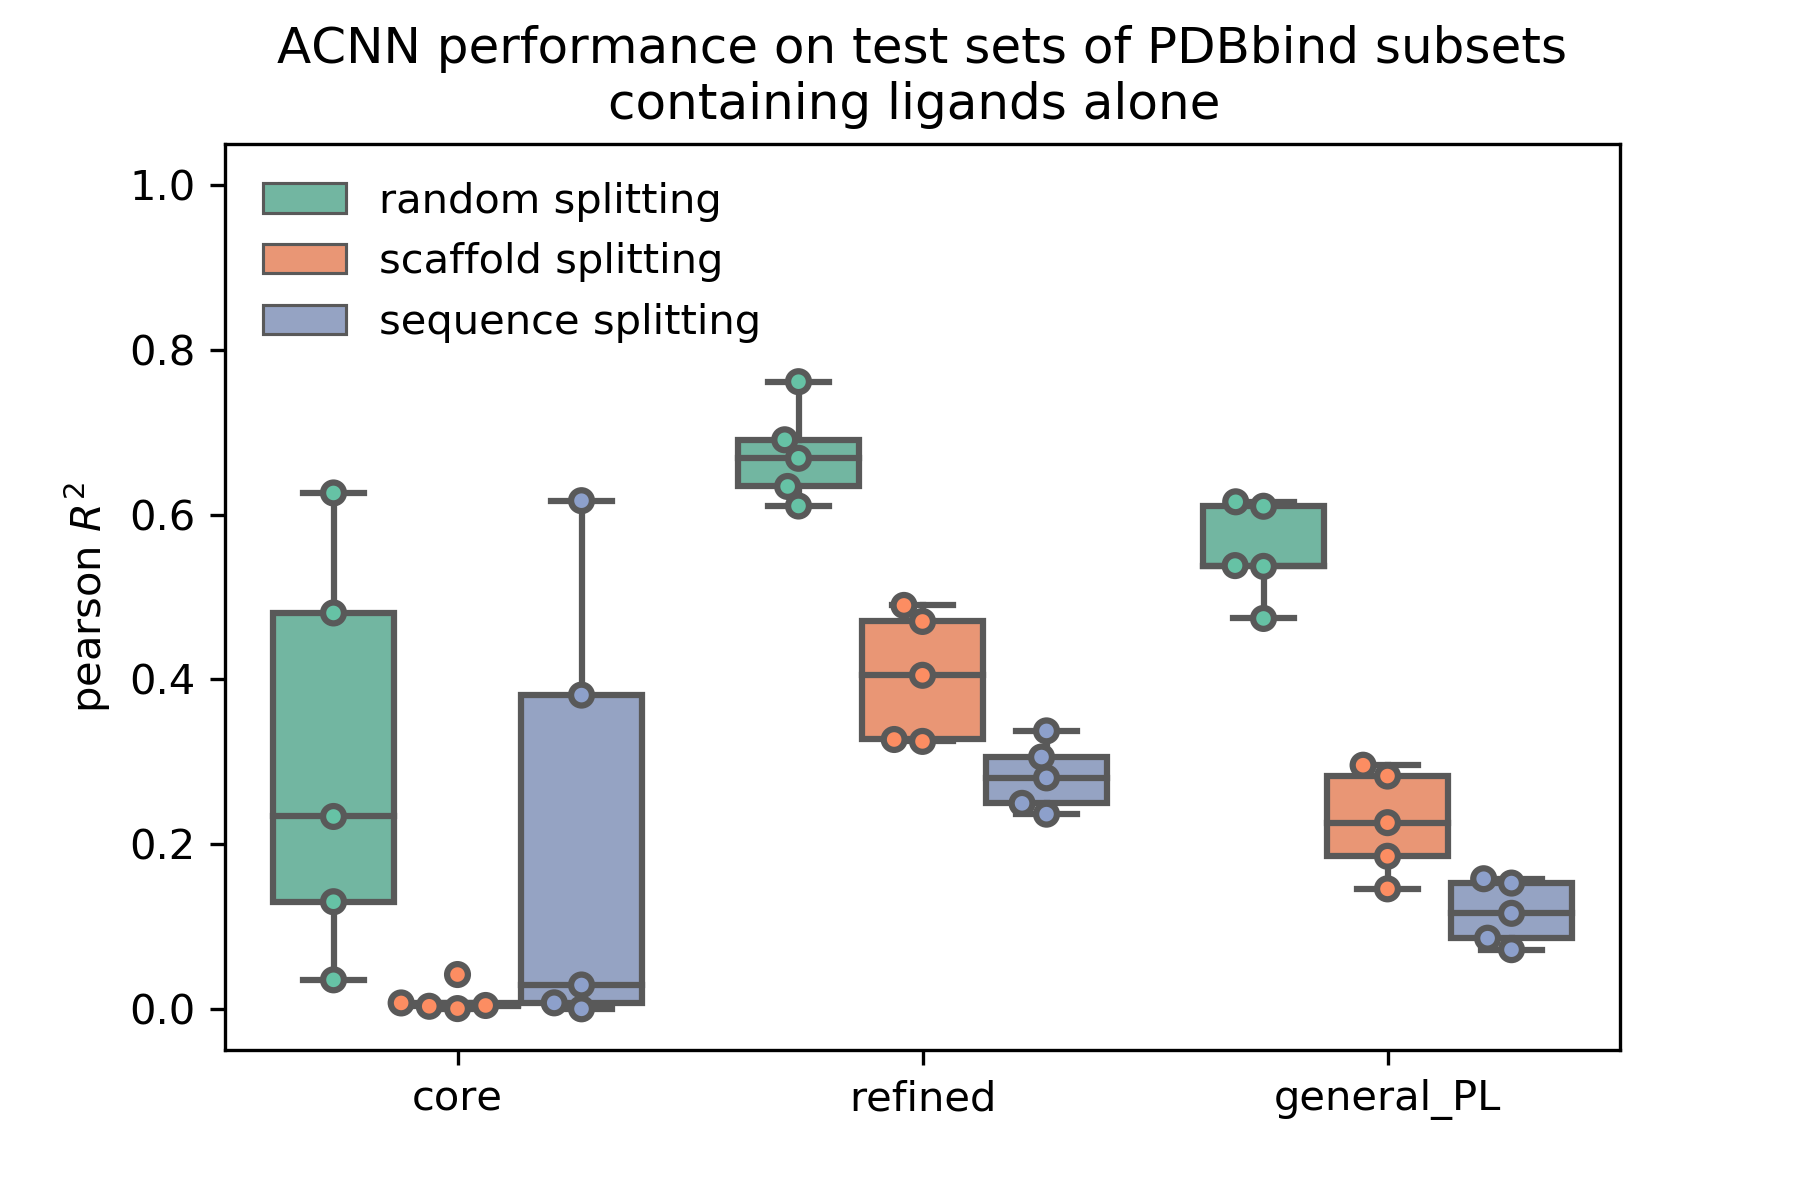 ACNN performance on test sets of PDBbind subsets
containing ligands alone
random splitting
scaffold splitting
sequence splitting
pearson R²
1.0
0.8
0.6
0.4
0.2
0.0
core
refined
general_PL